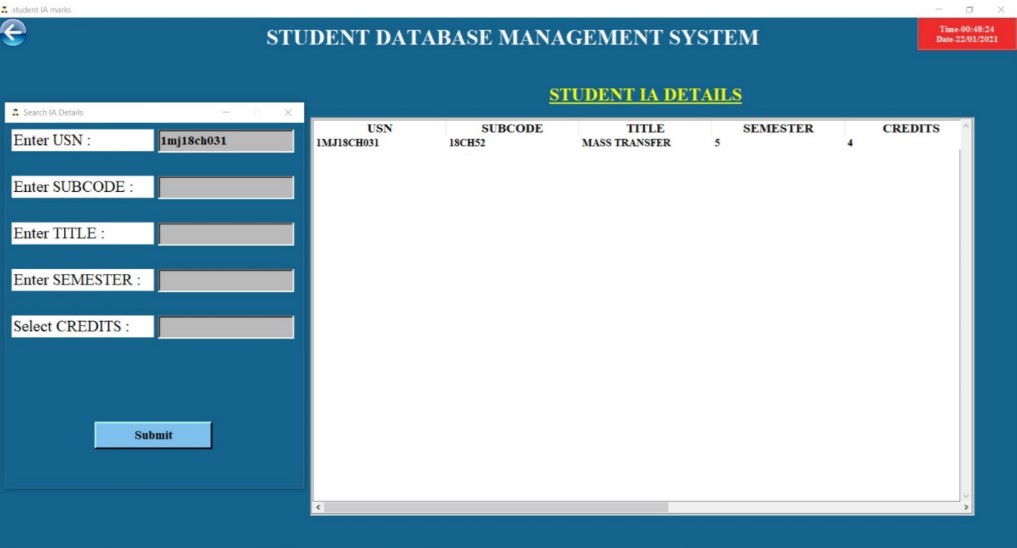 student IA marks
STUDENT DATABASE MANAGEMENT SYSTEM
Time-00:48:24
Date-22/01/2021
STUDENT IA DETAILS
Search IA Details
Enter USN : 1mj18ch031
Enter SUBCODE :
Enter TITLE :
Enter SEMESTER :
Select CREDITS :
Submit
USN SUBCODE TITLE SEMESTER CREDITS
1MJ18CH031 18CH52 MASS TRANSFER 5 4